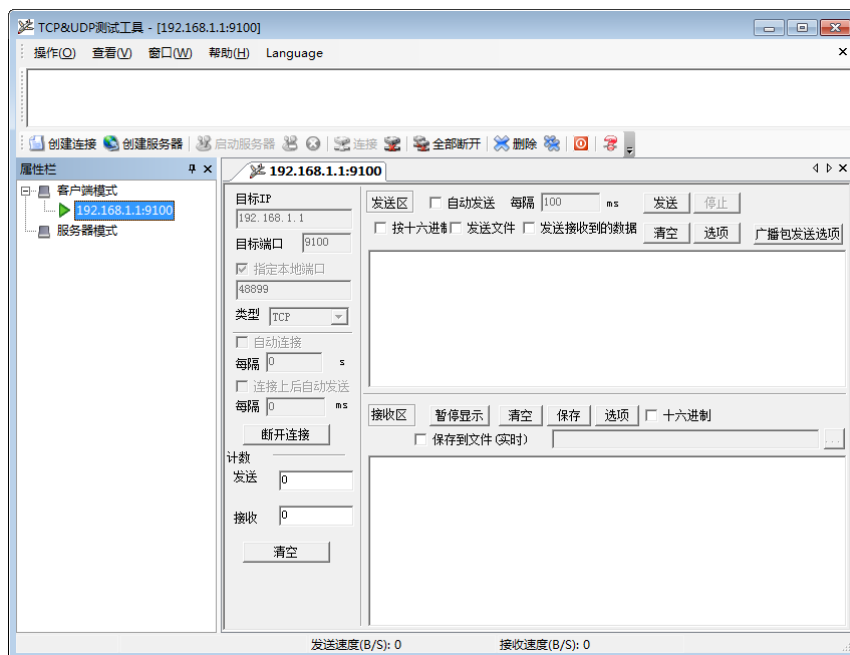 TCP&UDP测试工具 - [192.168.1.1:9100]
操作(O) 查看(V) 窗口(W) 帮助(H) Language
创建连接 创建服务器 启动服务器 连接 全部断开 删除
属性栏
客户端模式
192.168.1.1:9100
服务器模式
192.168.1.1:9100
目标IP
192.168.1.1
目标端口 9100
指定本地端口
48899
类型 TCP
自动连接
每隔 0 s
连接上后自动发送
每隔 0 ms
断开连接
计数
发送 0
接收 0
清空
发送区 自动发送 每隔 100 ms 发送 停止
按十六进制 发送文件 发送接收到的数据 清空 选项 广播包发送选项
接收区 暂停显示 清空 保存 选项 十六进制
保存到文件(实时) ...
发送速度(B/S): 0 接收速度(B/S): 0